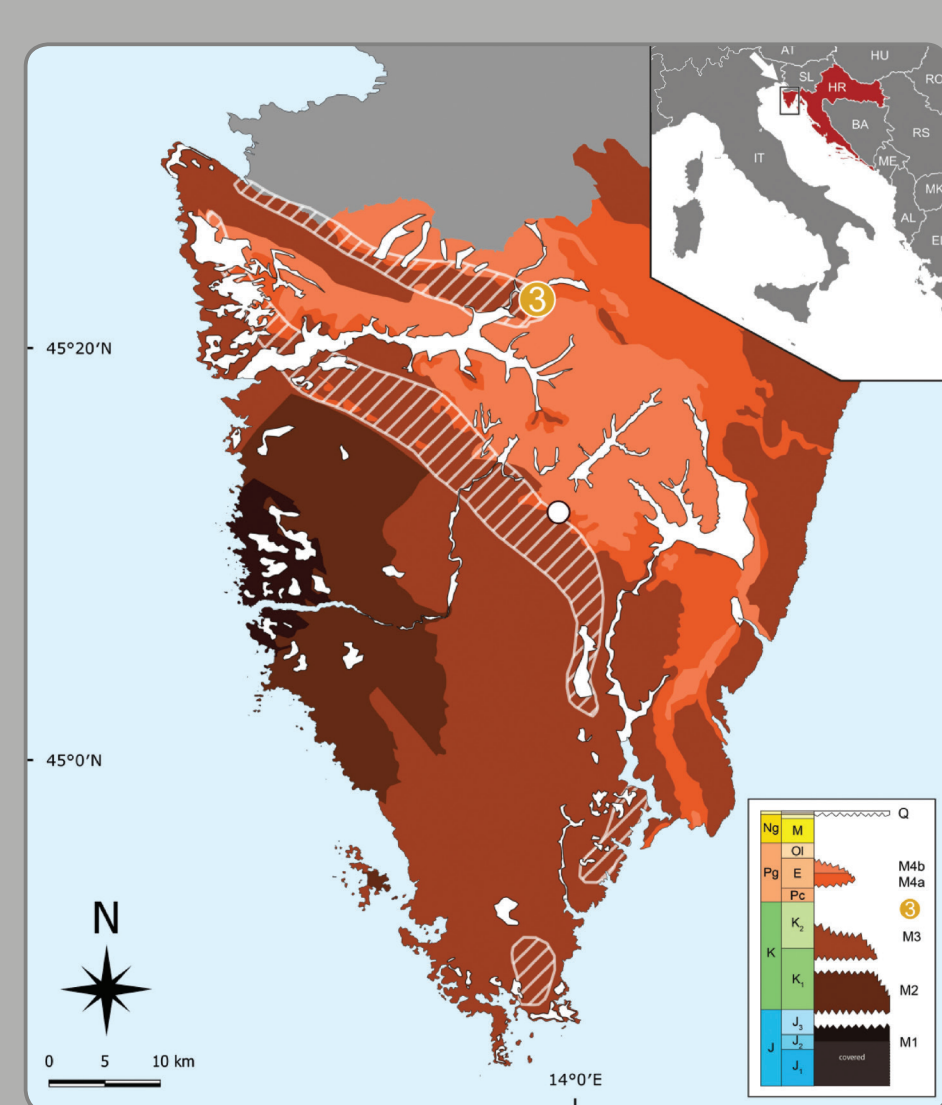 AT
HU
SL
HR
RO
BA
RS
IT
ME
MK
AL
3
45°20′N
45°0′N
N
0 5 10 km
14°0′E
Q
Ng M
Ol
Pg E M4b
M4a
Pc
3
K₂
M3
K
K₁ M2
J₃
J₂ M1
J covered
J₁